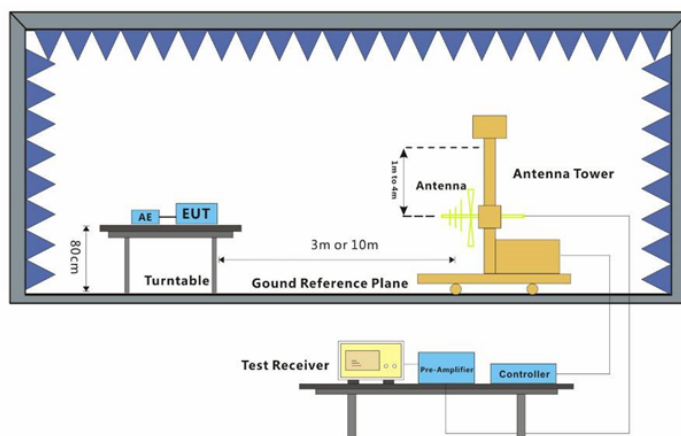 1m to 4m
Antenna
Antenna Tower
AE
EUT
80cm
3m or 10m
Turntable
Gound Reference Plane
Test Receiver
Pre-Amplifier
Controller